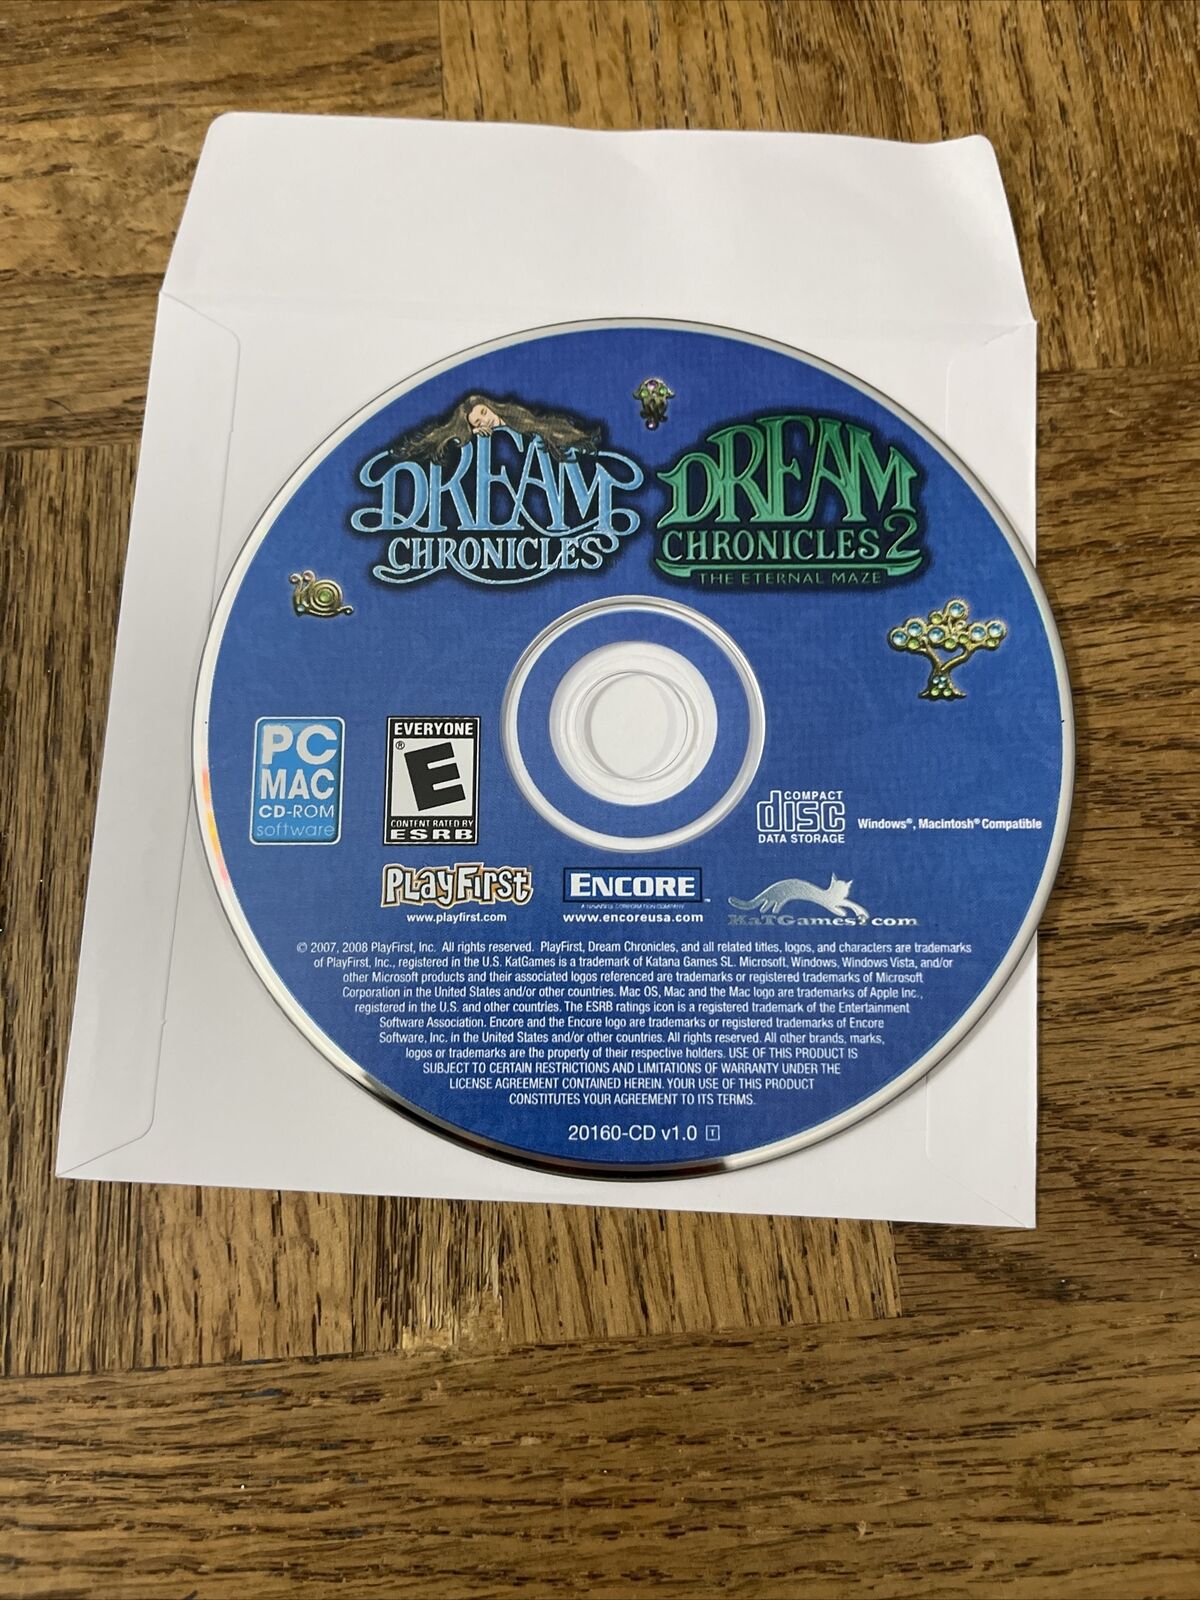 DREAM
CHRONICLES
DREAM
CHRONICLES 2
THE ETERNAL MAZE
PC
MAC
CD-ROM
software
EVERYONE
E ®
CONTENT RATED BY
ESRB
COMPACT
disc
DATA STORAGE
Windows®, Macintosh® Compatible
PLAYFIRST
www.playfirst.com
ENCORE™
A NAVARRE CORPORATION COMPANY
www.encoreusa.com
KaTGames.com
© 2007, 2008 PlayFirst, Inc. All rights reserved. PlayFirst, Dream Chronicles, and all related titles, logos, and characters are trademarks
of PlayFirst, Inc., registered in the U.S. KatGames is a trademark of Katana Games SL. Microsoft, Windows, Windows Vista, and/or
other Microsoft products and their associated logos referenced are trademarks or registered trademarks of Microsoft
Corporation in the United States and/or other countries. Mac OS, Mac and the Mac logo are trademarks of Apple Inc.,
registered in the U.S. and other countries. The ESRB ratings icon is a registered trademark of the Entertainment
Software Association. Encore and the Encore logo are trademarks or registered trademarks of Encore
Software, Inc. in the United States and/or other countries. All rights reserved. All other brands, marks,
logos or trademarks are the property of their respective holders. USE OF THIS PRODUCT IS
SUBJECT TO CERTAIN RESTRICTIONS AND LIMITATIONS OF WARRANTY UNDER THE
LICENSE AGREEMENT CONTAINED HEREIN. YOUR USE OF THIS PRODUCT
CONSTITUTES YOUR AGREEMENT TO ITS TERMS.
20160-CD v1.0 T